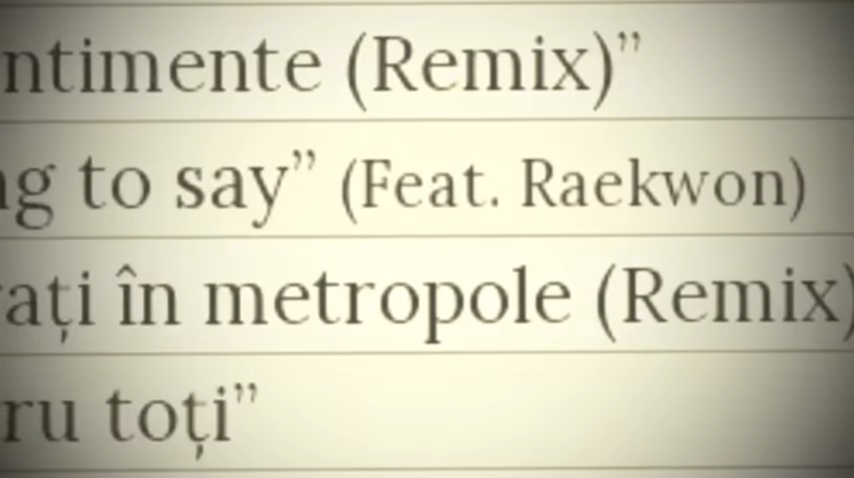 ntimente (Remix)”
g to say” (Feat. Raekwon)
ați în metropole (Remix)
ru toți”